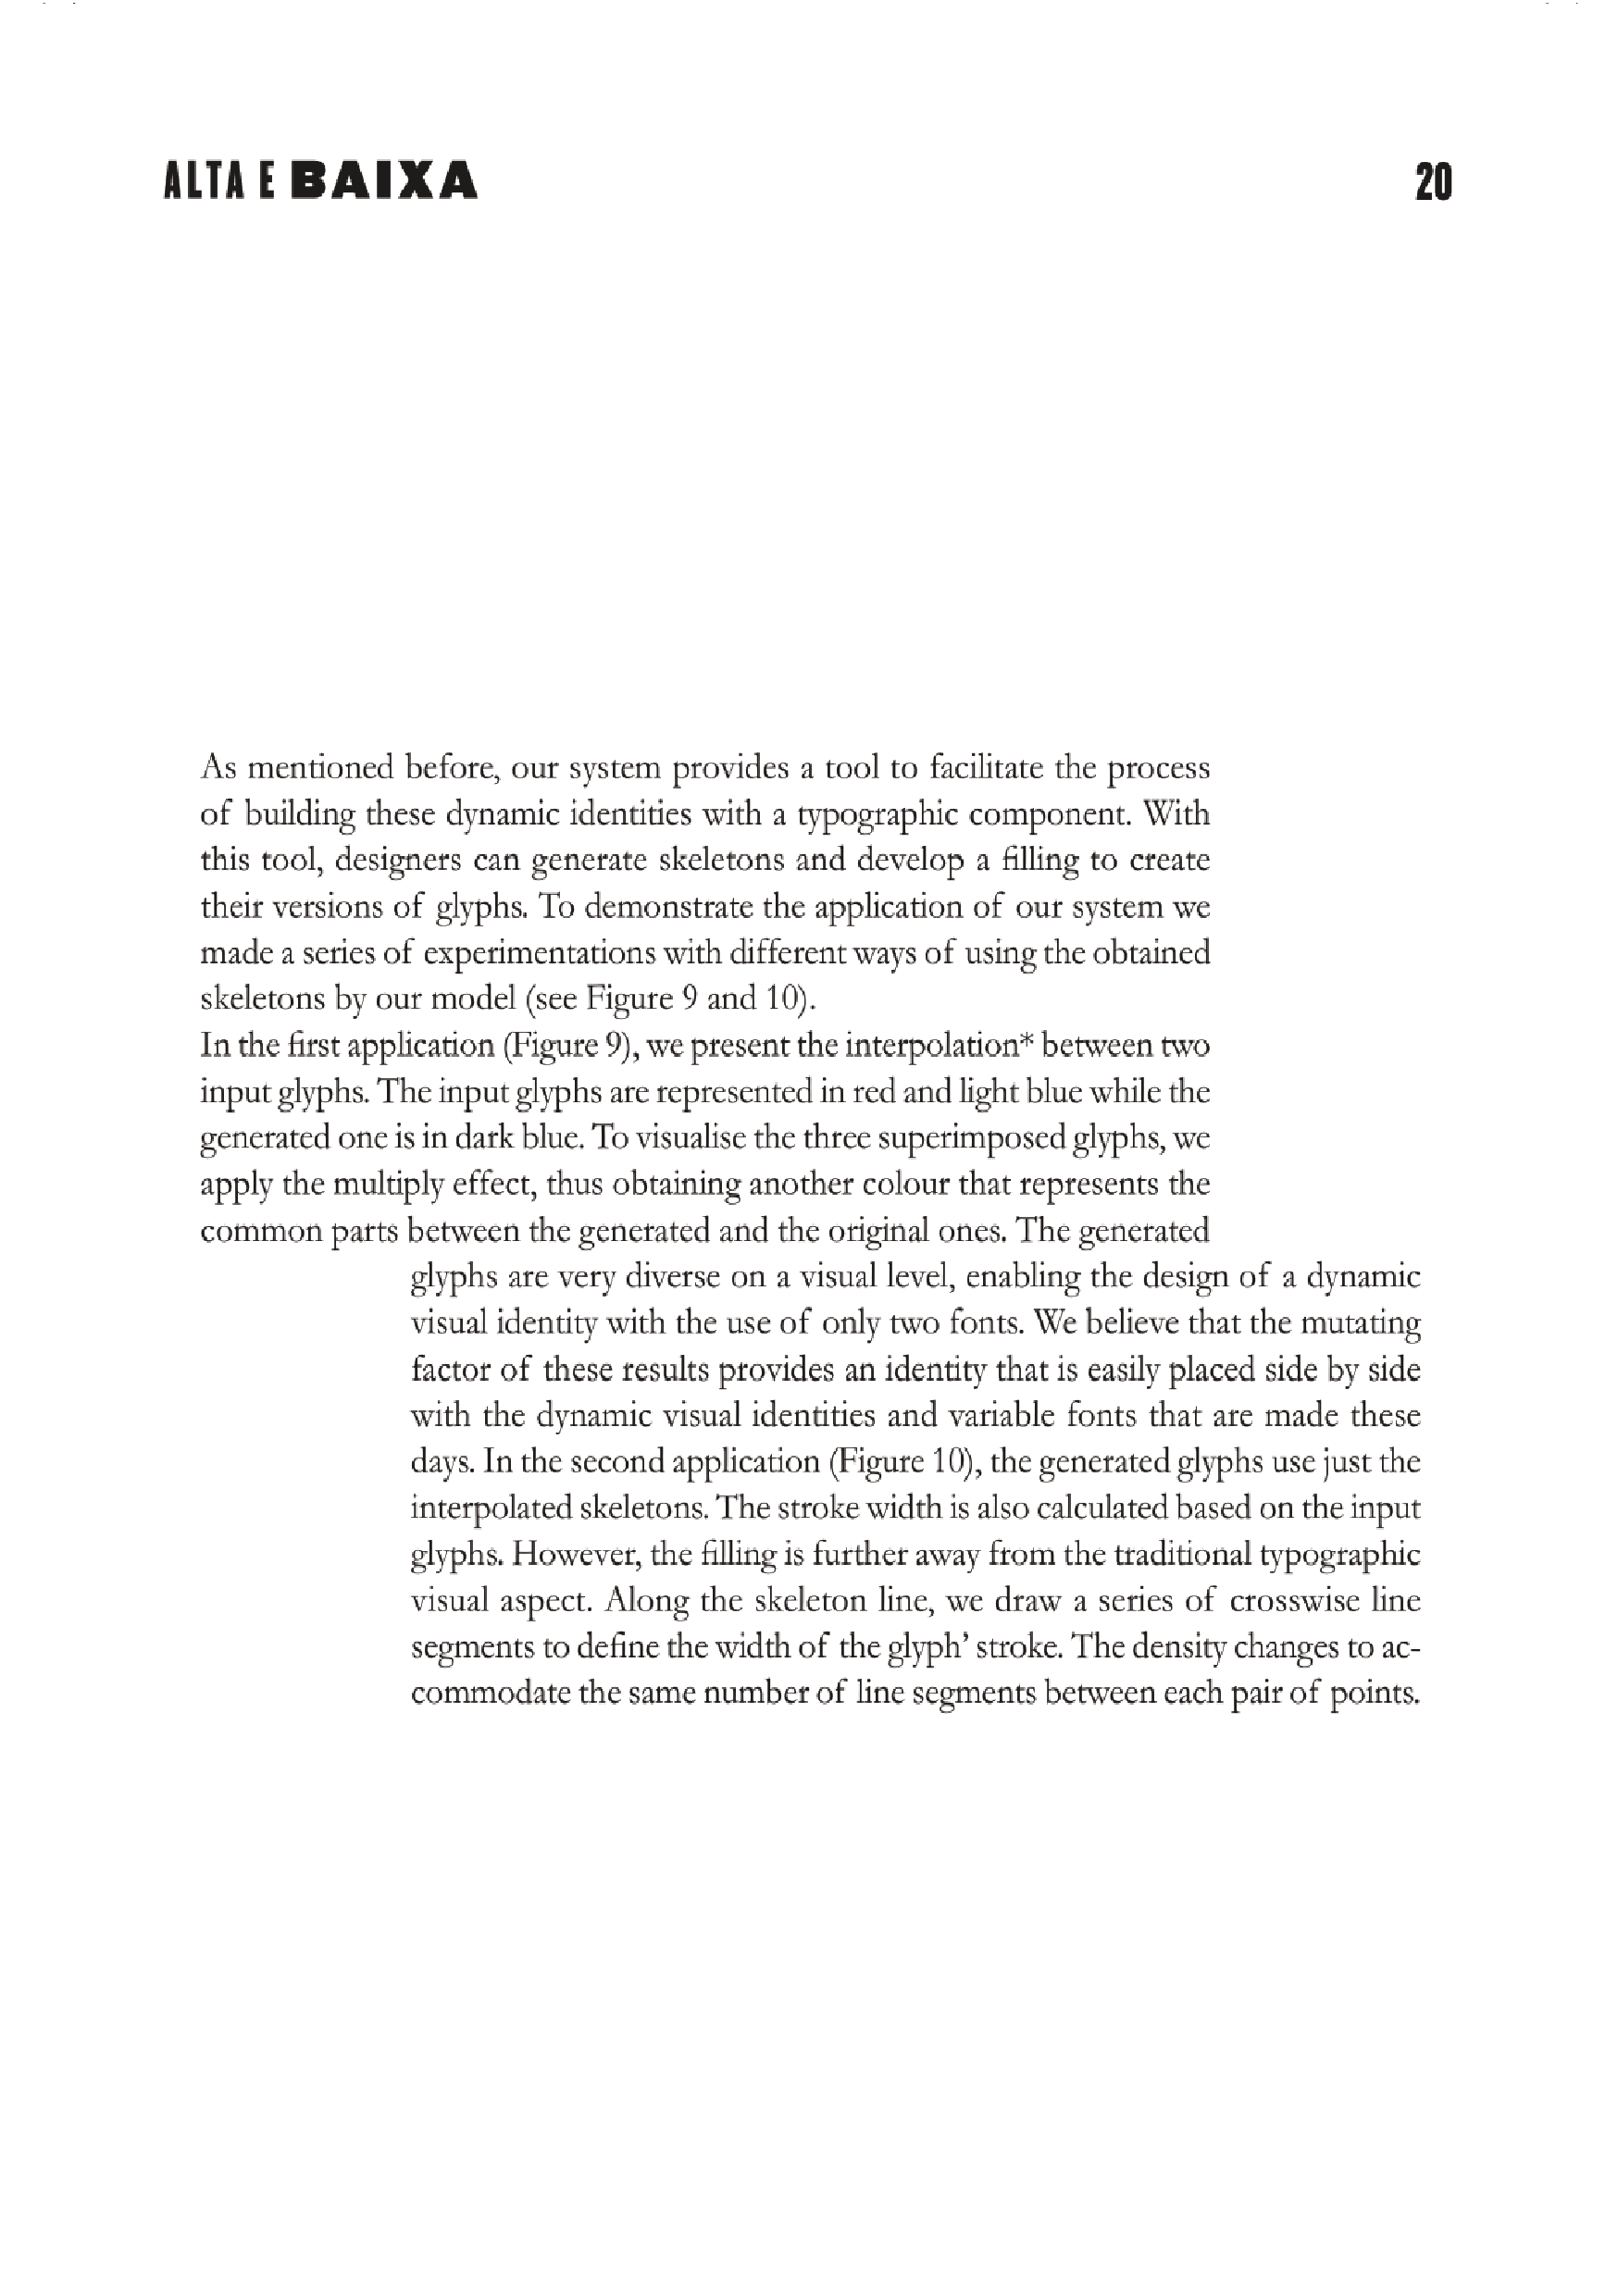 ALTA E BAIXA
20
As mentioned before, our system provides a tool to facilitate the process
of building these dynamic identities with a typographic component. With
this tool, designers can generate skeletons and develop a filling to create
their versions of glyphs. To demonstrate the application of our system we
made a series of experimentations with different ways of using the obtained
skeletons by our model (see Figure 9 and 10).
In the first application (Figure 9), we present the interpolation* between two
input glyphs. The input glyphs are represented in red and light blue while the
generated one is in dark blue. To visualise the three superimposed glyphs, we
apply the multiply effect, thus obtaining another colour that represents the
common parts between the generated and the original ones. The generated
glyphs are very diverse on a visual level, enabling the design of a dynamic
visual identity with the use of only two fonts. We believe that the mutating
factor of these results provides an identity that is easily placed side by side
with the dynamic visual identities and variable fonts that are made these
days. In the second application (Figure 10), the generated glyphs use just the
interpolated skeletons. The stroke width is also calculated based on the input
glyphs. However, the filling is further away from the traditional typographic
visual aspect. Along the skeleton line, we draw a series of crosswise line
segments to define the width of the glyph’ stroke. The density changes to ac-
commodate the same number of line segments between each pair of points.